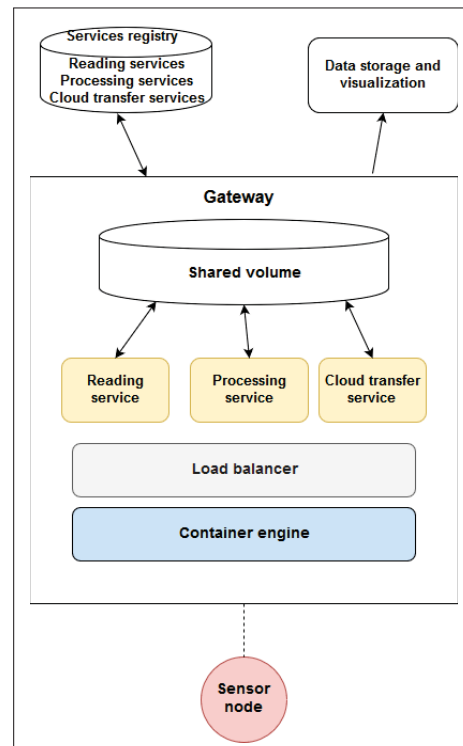 Services registry
Reading services
Processing services
Cloud transfer services
Data storage and
visualization
Gateway
Shared volume
Reading
service
Processing
service
Cloud transfer
service
Load balancer
Container engine
Sensor
node